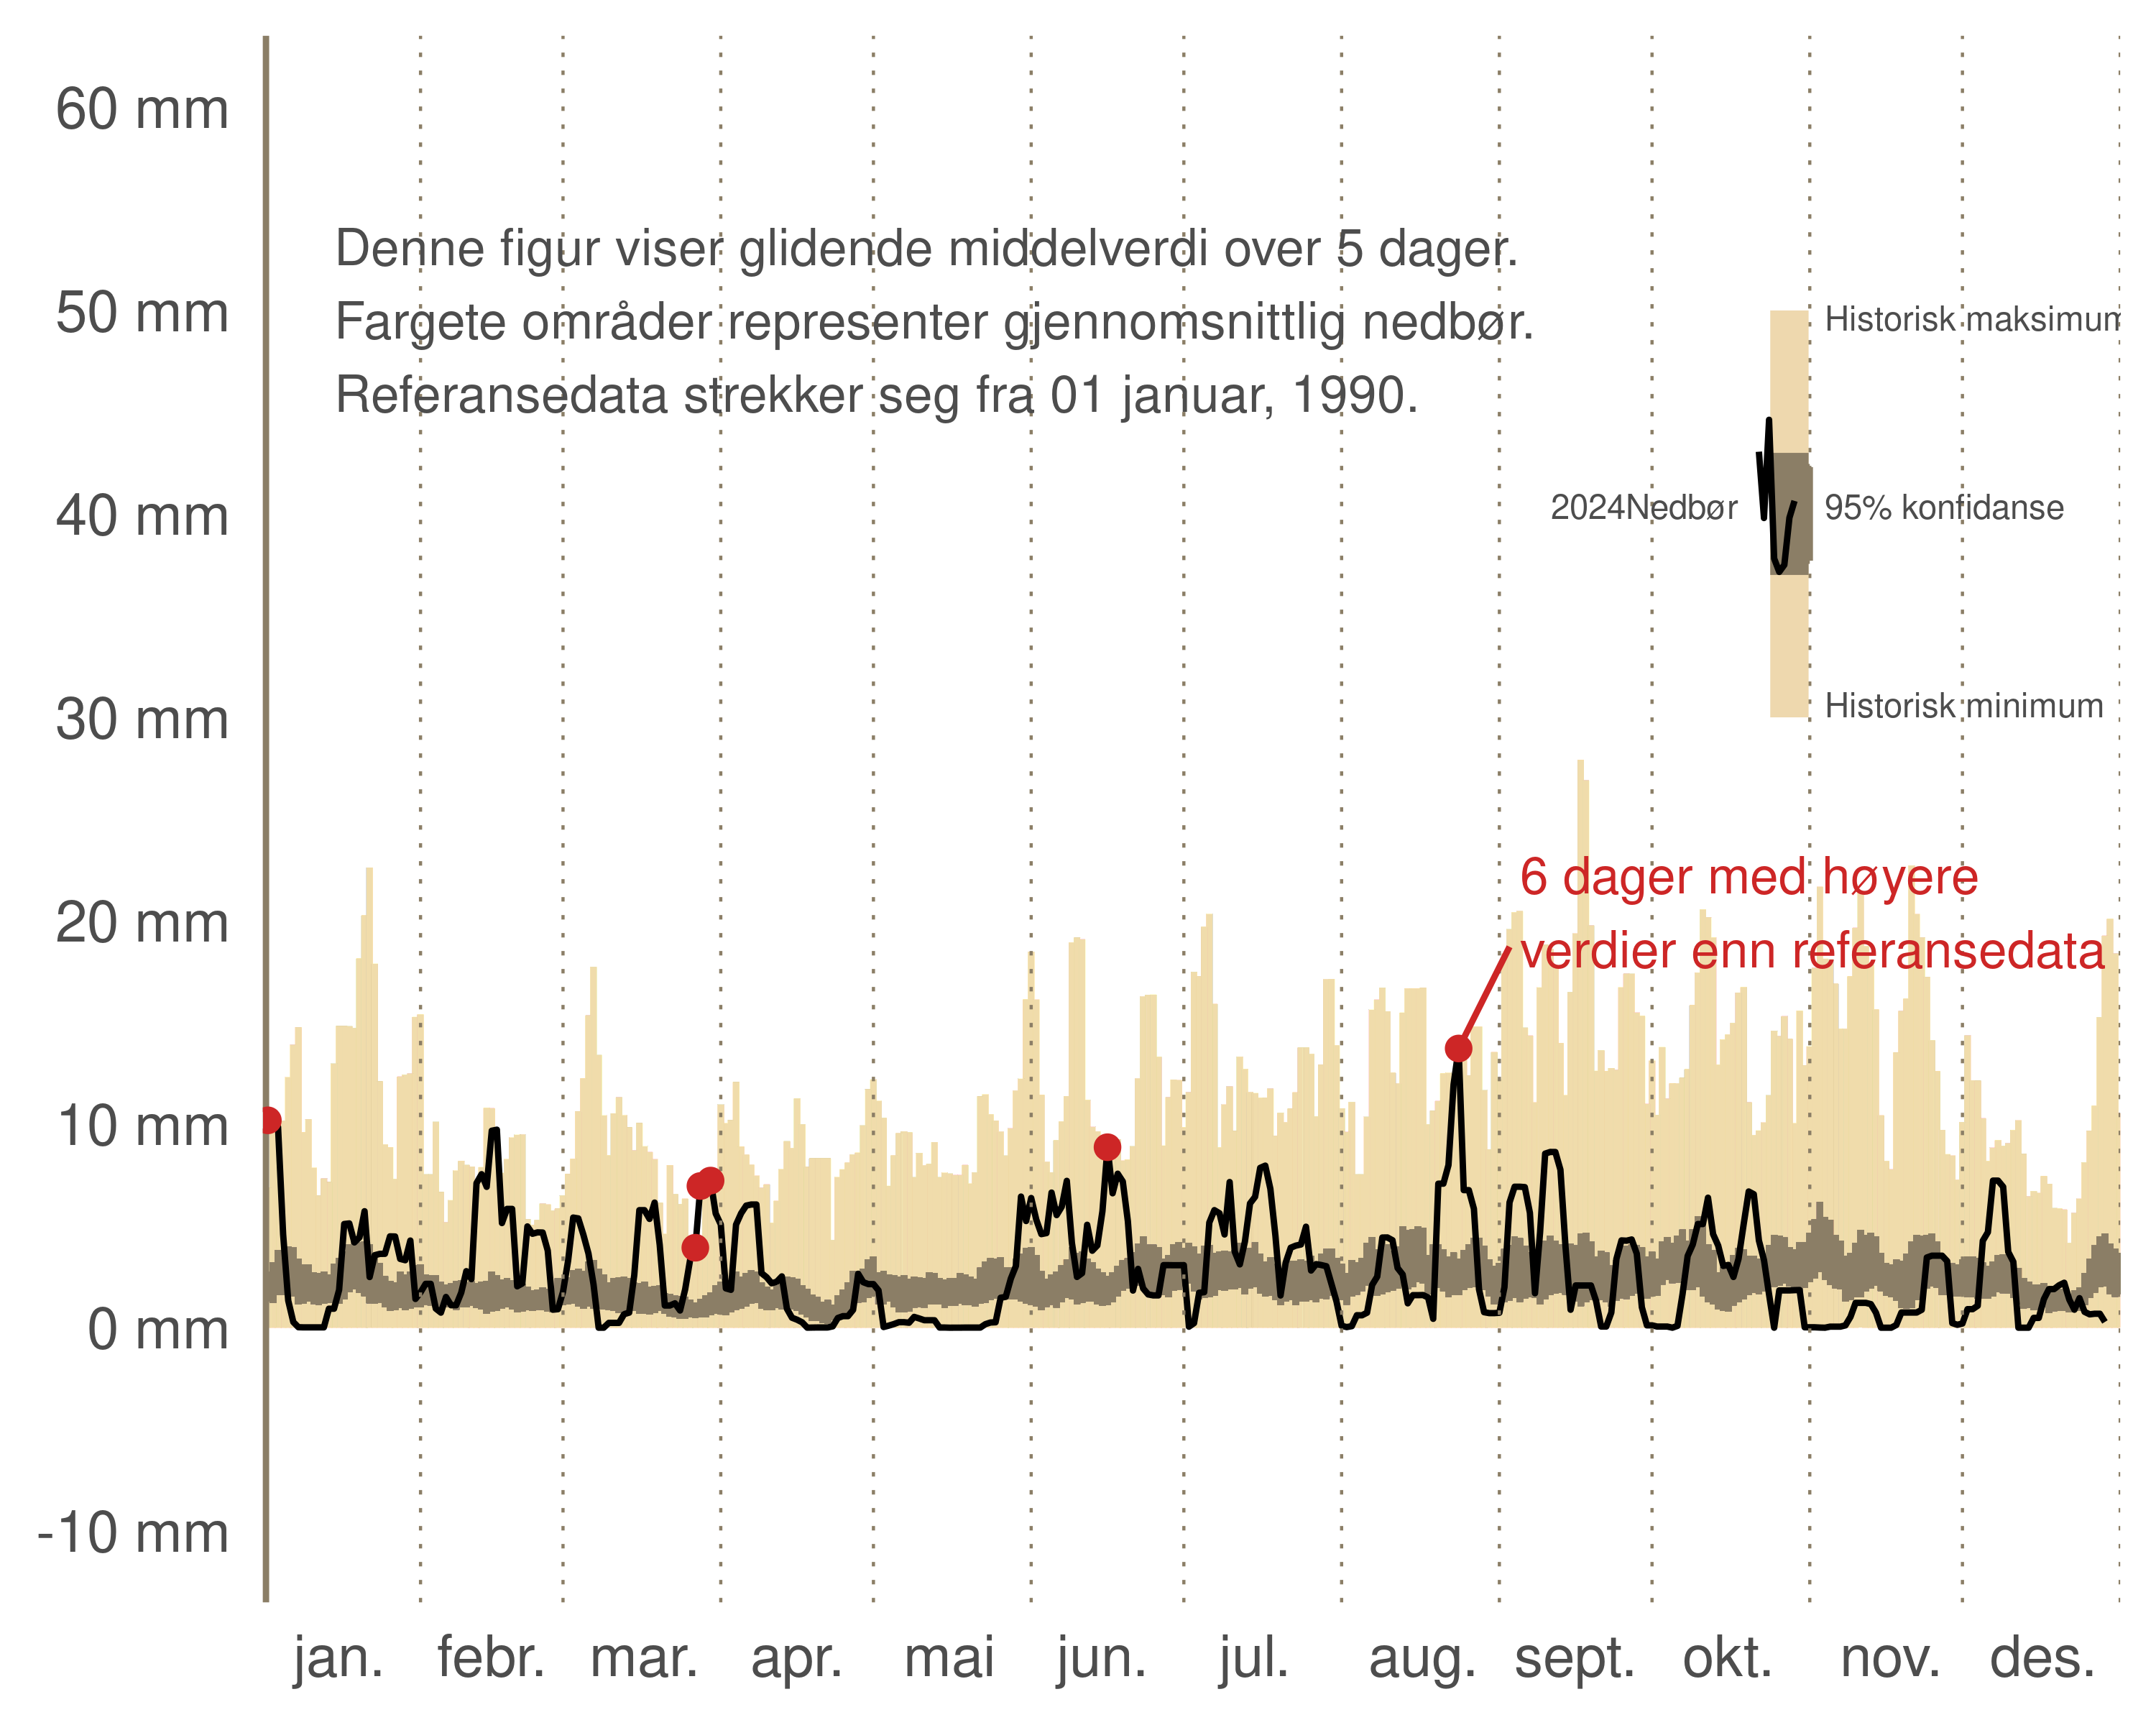 60 mm
50 mm
40 mm
30 mm
20 mm
10 mm
0 mm
-10 mm
Denne figur viser glidende middelverdi over 5 dager.
Fargete områder representer gjennomsnittlig nedbør.
Referansedata strekker seg fra 01 januar, 1990.
Historisk maksimum
2024Nedbør
95% konfidanse
Historisk minimum
6 dager med høyere
verdier enn referansedata
jan. febr. mar. apr. mai jun. jul. aug. sept. okt. nov. des.